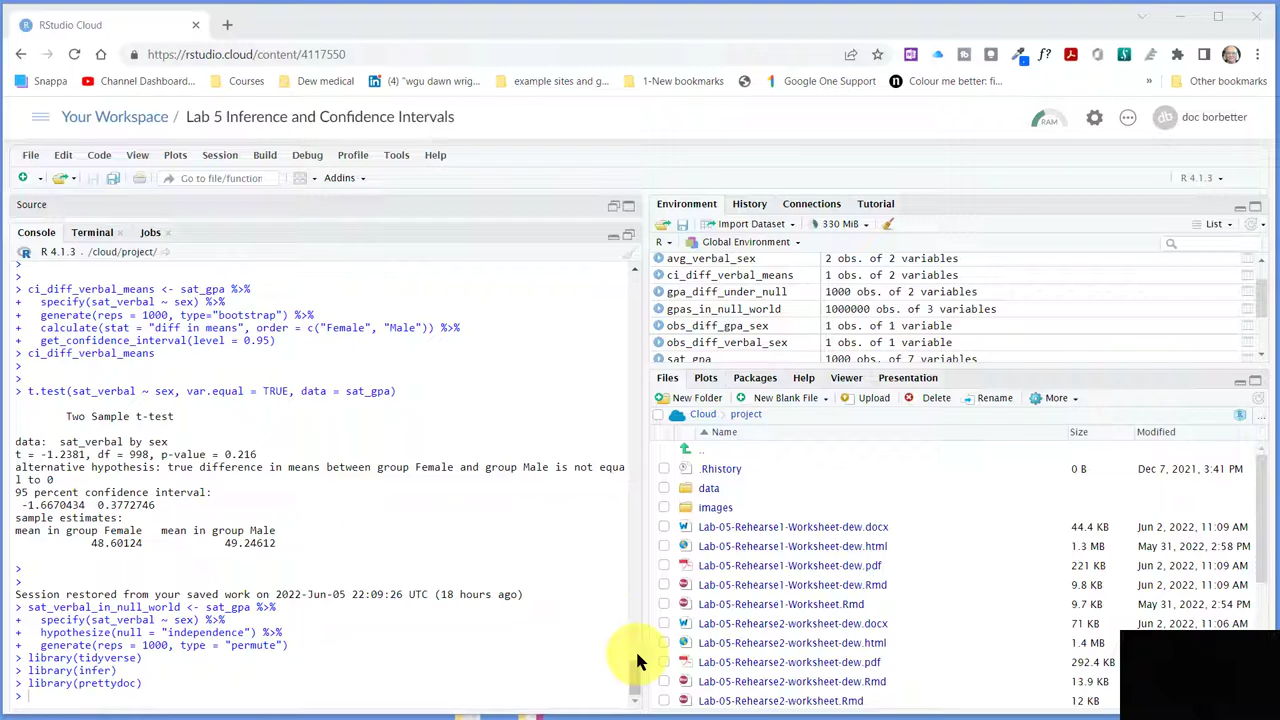 RStudio Cloud
https://rstudio.cloud/content/4117550
Snappa
Channel Dashboard...
Courses
Dew medical
(4) "wgu dawn wrig...
example sites and g...
1-New bookmarks
Google One Support
Colour me better: fi...
»
Other bookmarks
Your Workspace / Lab 5 Inference and Confidence Intervals
RAM
db
doc borbetter
File Edit Code View Plots Session Build Debug Profile Tools Help
Go to file/function
Addins
R 4.1.3
Source
Console Terminal Jobs
R 4.1.3 . /cloud/project/
>
>
> ci_diff_verbal_means <- sat_gpa %>%
+   specify(sat_verbal ~ sex) %>%
+   generate(reps = 1000, type="bootstrap") %>%
+   calculate(stat = "diff in means", order = c("Female", "Male")) %>%
+   get_confidence_interval(level = 0.95)
> ci_diff_verbal_means
>
>
> t.test(sat_verbal ~ sex, var.equal = TRUE, data = sat_gpa)
Two Sample t-test
data:  sat_verbal by sex
t = -1.2381, df = 998, p-value = 0.216
alternative hypothesis: true difference in means between group Female and group Male is not equa
l to 0
95 percent confidence interval:
-1.6670434  0.3772746
sample estimates:
mean in group Female   mean in group Male
48.60124             49.24612
>
>
Session restored from your saved work on 2022-Jun-05 22:09:26 UTC (18 hours ago)
> sat_verbal_in_null_world <- sat_gpa %>%
+   specify(sat_verbal ~ sex) %>%
+   hypothesize(null = "independence") %>%
+   generate(reps = 1000, type = "permute")
> library(tidyverse)
> library(infer)
> library(prettydoc)
>
Environment History Connections Tutorial
Import Dataset
330 MiB
List
R
Global Environment
avg_verbal_sex 2 obs. of 2 variables
ci_diff_verbal_means 1 obs. of 2 variables
gpa_diff_under_null 1000 obs. of 2 variables
gpas_in_null_world 1000000 obs. of 3 variables
obs_diff_gpa_sex 1 obs. of 1 variable
obs_diff_verbal_sex 1 obs. of 1 variable
sat_gpa 1000 obs. of 7 variables
Files Plots Packages Help Viewer Presentation
New Folder New Blank File Upload Delete Rename More
Cloud project
...
Name Size Modified
..
.Rhistory 0 B Dec 7, 2021, 3:41 PM
data
images
Lab-05-Rehearse1-Worksheet-dew.docx 44.4 KB Jun 2, 2022, 11:09 AM
Lab-05-Rehearse1-Worksheet-dew.html 1.3 MB May 31, 2022, 2:58 PM
Lab-05-Rehearse1-Worksheet-dew.pdf 221 KB Jun 2, 2022, 11:09 AM
Lab-05-Rehearse1-Worksheet-dew.Rmd 9.8 KB Jun 2, 2022, 11:09 AM
Lab-05-Rehearse1-Worksheet.Rmd 9.7 KB May 31, 2022, 2:54 PM
Lab-05-Rehearse2-worksheet-dew.docx 71 KB Jun 2, 2022, 11:06 AM
Lab-05-Rehearse2-worksheet-dew.html 1.4 MB
Lab-05-Rehearse2-worksheet-dew.pdf 292.4 KB
Lab-05-Rehearse2-worksheet-dew.Rmd 13.9 KB
Lab-05-Rehearse2-worksheet.Rmd 12 KB